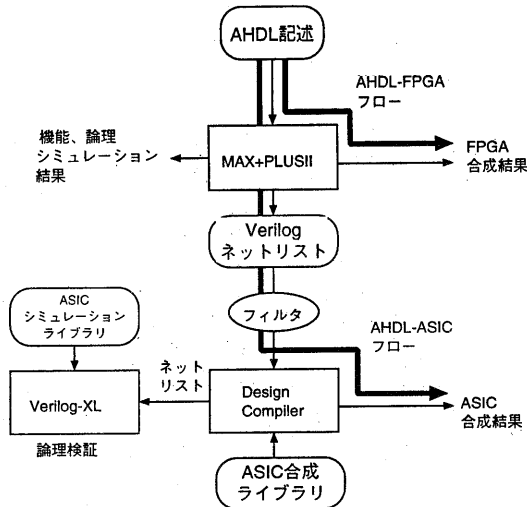 AHDL記述
AHDL-FPGA
フロー
機能、論理
シミュレーション
結果
MAX+PLUSII
FPGA
合成結果
Verilog
ネットリスト
ASIC
シミュレーション
ライブラリ
フィルタ
AHDL-ASIC
フロー
ネット
リスト
Verilog-XL
Design
Compiler
ASIC
合成結果
論理検証
ASIC合成
ライブラリ